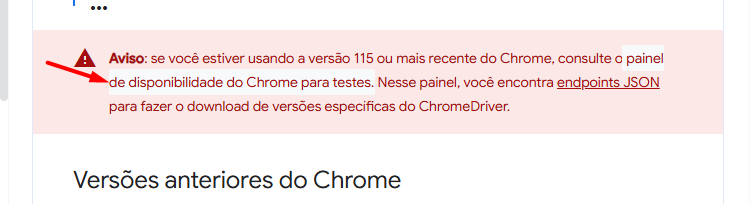 Aviso: se você estiver usando a versão 115 ou mais recente do Chrome, consulte o painel
de disponibilidade do Chrome para testes. Nesse painel, você encontra endpoints JSON
para fazer o download de versões específicas do ChromeDriver.
Versões anteriores do Chrome